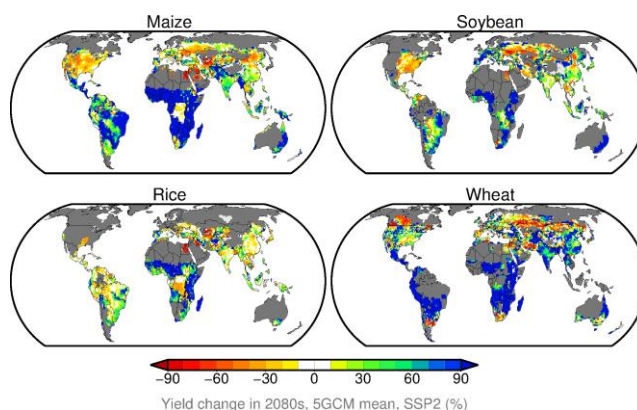 Maize
Soybean
Rice
Wheat
−90 −60 −30 0 30 60 90
Yield change in 2080s, 5GCM mean, SSP2 (%)